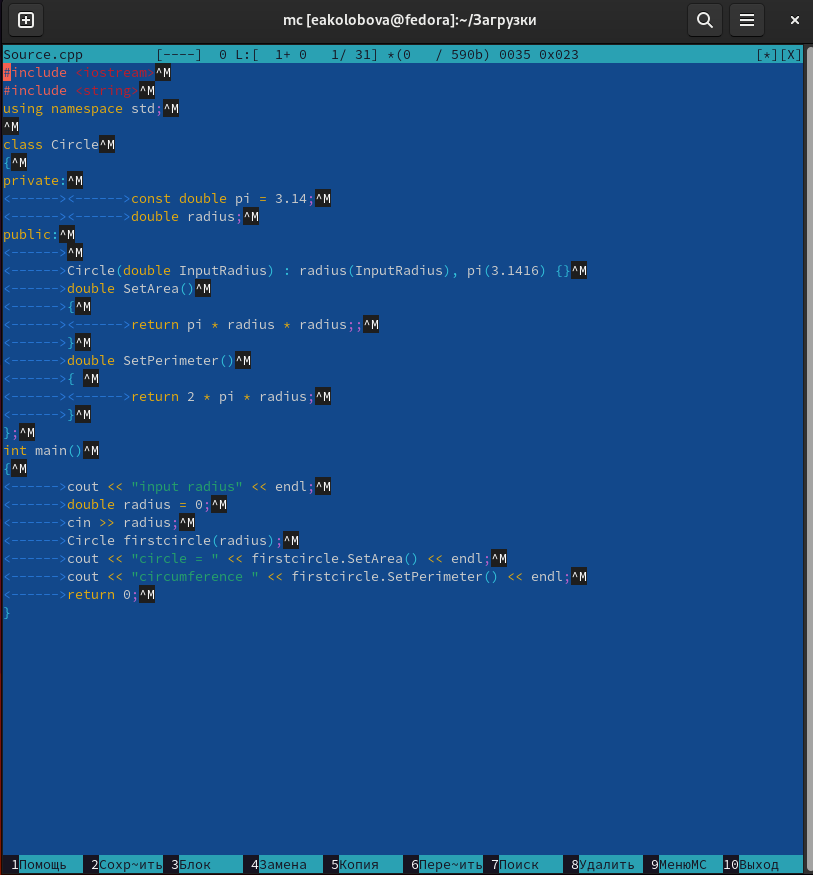 mc [eakolobova@fedora]:~/Загрузки
Source.cpp [----] 0 L:[ 1+ 0 1/ 31] *(0 / 590b) 0035 0x023 [*][X]
#include <iostream>^M
#include <string>^M
using namespace std;^M
^M
class Circle^M
{^M
private:^M
<------><------>const double pi = 3.14;^M
<------><------>double radius;^M
public:^M
<------>^M
<------>Circle(double InputRadius) : radius(InputRadius), pi(3.1416) {}^M
<------>double SetArea()^M
<------>{^M
<------><------>return pi * radius * radius;;^M
<------>}^M
<------>double SetPerimeter()^M
<------>{ ^M
<------><------>return 2 * pi * radius;^M
<------>}^M
};^M
int main()^M
{^M
<------>cout << "input radius" << endl;^M
<------>double radius = 0;^M
<------>cin >> radius;^M
<------>Circle firstcircle(radius);^M
<------>cout << "circle = " << firstcircle.SetArea() << endl;^M
<------>cout << "circumference " << firstcircle.SetPerimeter() << endl;^M
<------>return 0;^M
}
1Помощь 2Сохр~ить 3Блок 4Замена 5Копия 6Пере~ить 7Поиск 8Удалить 9МенюMC 10Выход